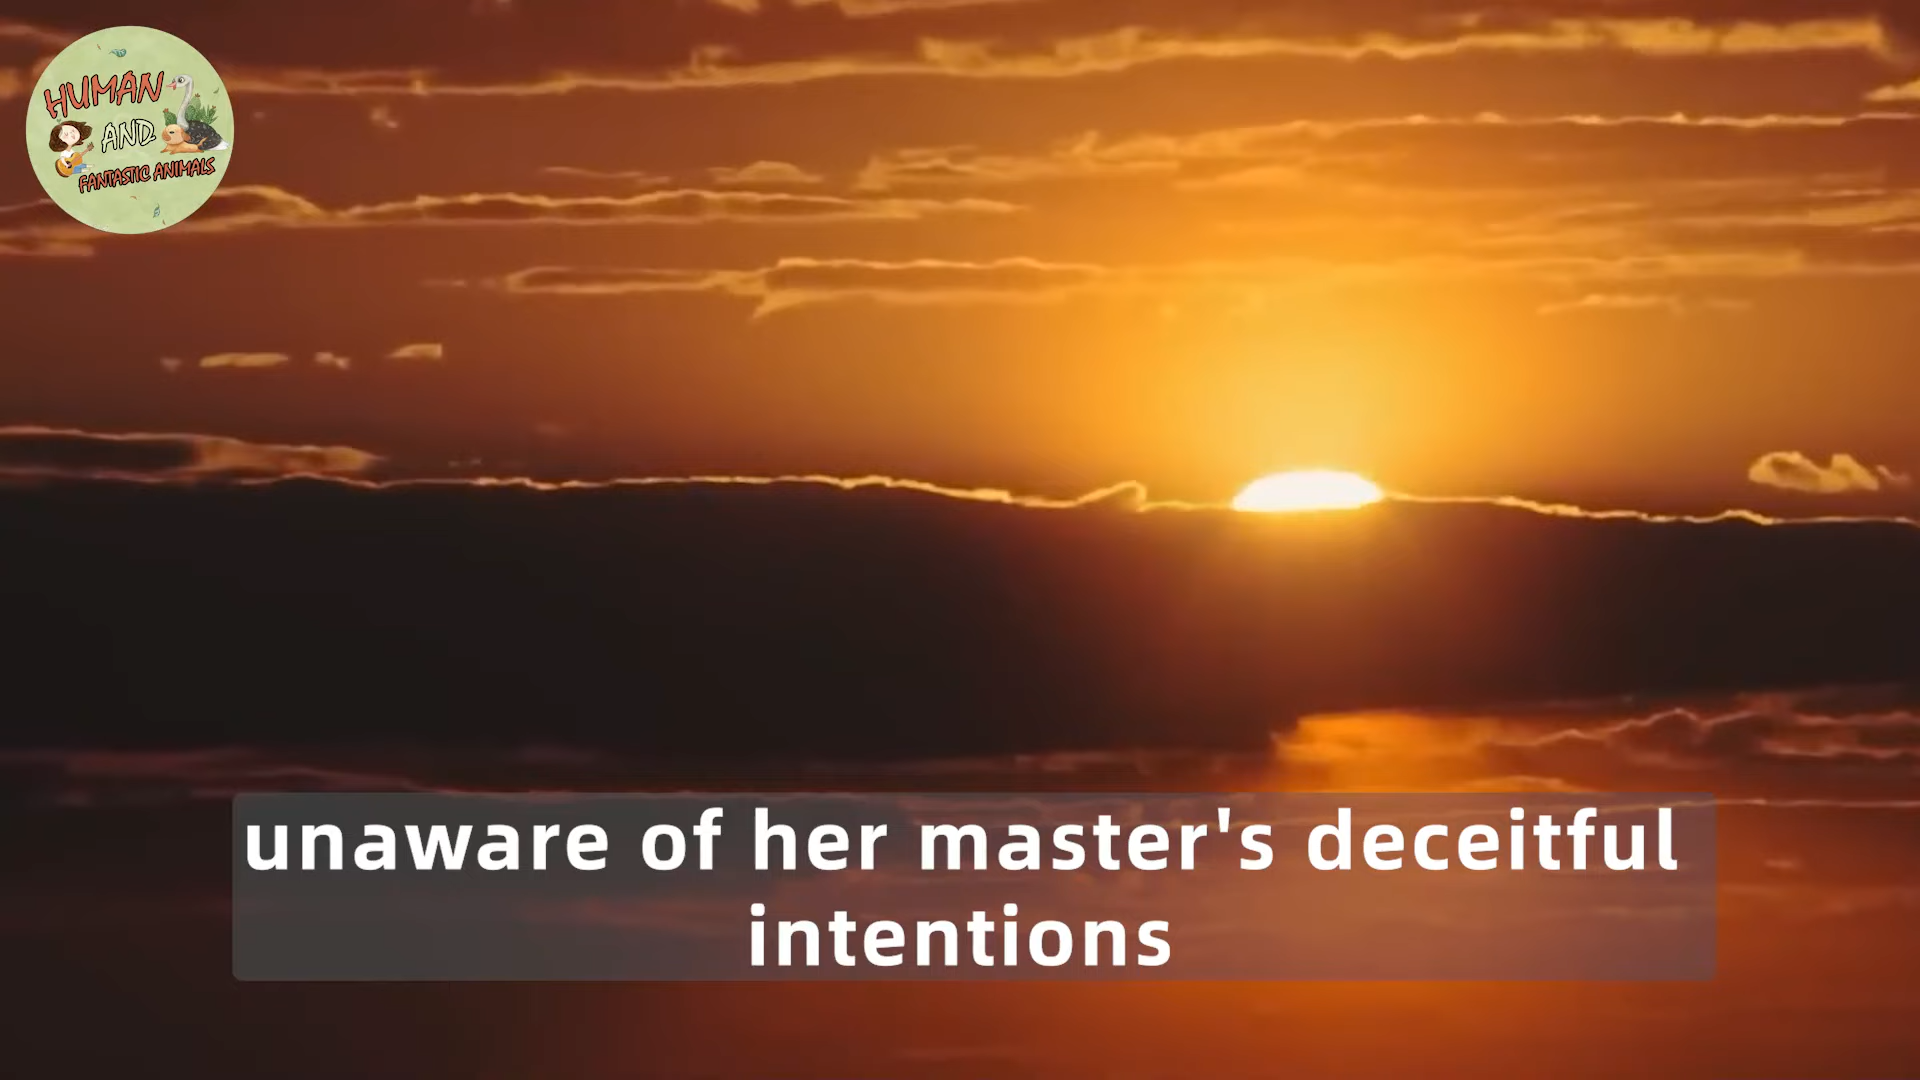 HUMAN
AND
FANTASTIC ANIMALS
unaware of her master's deceitful
intentions